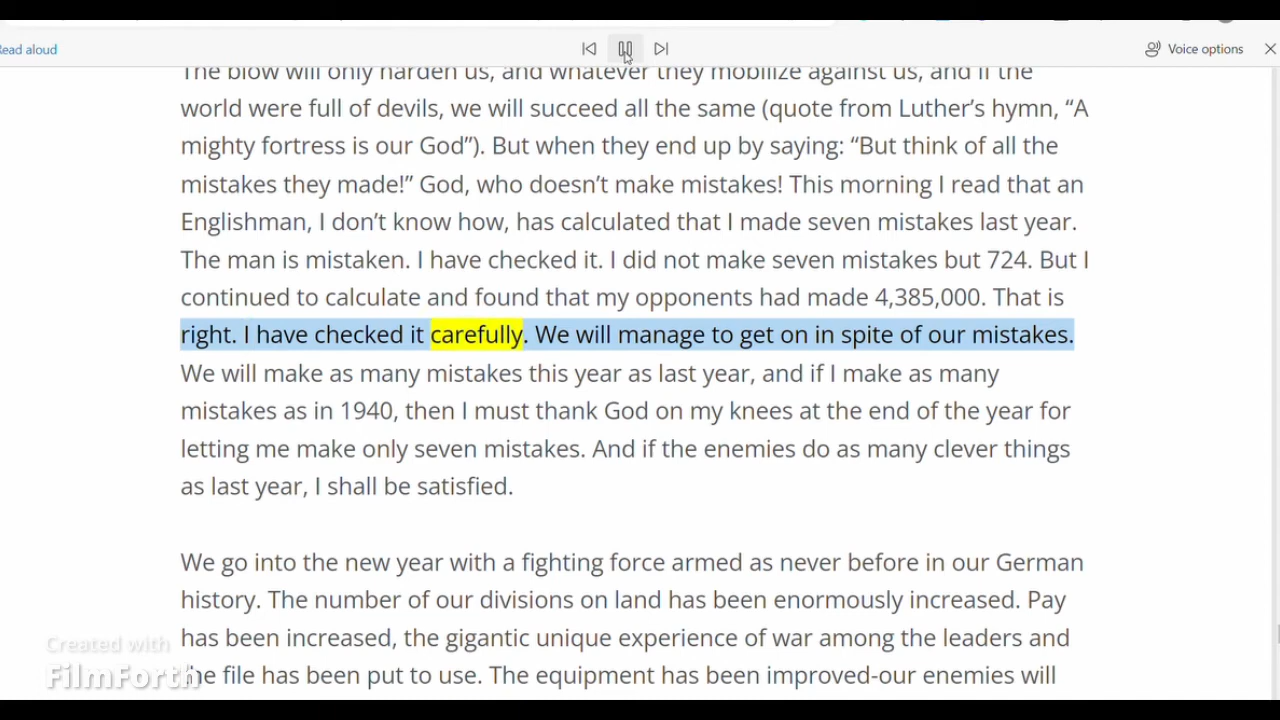 Read aloud
Voice options
The blow will only harden us, and whatever they mobilize against us, and if the
world were full of devils, we will succeed all the same (quote from Luther’s hymn, “A
mighty fortress is our God”). But when they end up by saying: “But think of all the
mistakes they made!” God, who doesn’t make mistakes! This morning I read that an
Englishman, I don’t know how, has calculated that I made seven mistakes last year.
The man is mistaken. I have checked it. I did not make seven mistakes but 724. But I
continued to calculate and found that my opponents had made 4,385,000. That is
right. I have checked it carefully. We will manage to get on in spite of our mistakes.
We will make as many mistakes this year as last year, and if I make as many
mistakes as in 1940, then I must thank God on my knees at the end of the year for
letting me make only seven mistakes. And if the enemies do as many clever things
as last year, I shall be satisfied.
We go into the new year with a fighting force armed as never before in our German
history. The number of our divisions on land has been enormously increased. Pay
has been increased, the gigantic unique experience of war among the leaders and
the file has been put to use. The equipment has been improved-our enemies will
Created with
FilmForth